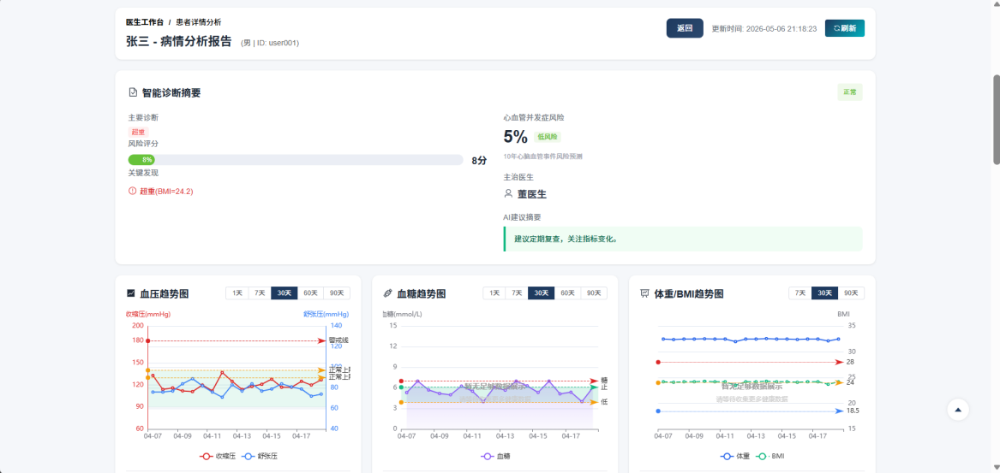 医生工作台 / 患者详情分析
张三 - 病情分析报告 (男 | ID: user001)
返回 更新时间: 2026-05-06 21:18:23 刷新
智能诊断摘要 正常
主要诊断
超重
风险评分
8% 8分
关键发现
超重(BMI=24.2)
心血管并发症风险
5% 低风险
10年心脑血管事件风险预测
主治医生
董医生
AI建议摘要
建议定期复查，关注指标变化。
血压趋势图 1天 7天 30天 60天 90天
收缩压(mmHg) 舒张压(mmHg)
200 180 150 120 90 60
140 120 100 80 60 40
警戒线
正常上
正常上
04-07 04-09 04-11 04-13 04-15 04-17
收缩压 舒张压
血糖趋势图 1天 7天 30天 60天 90天
血糖(mmol/L)
15 12 9 6 3 0
糖
正
低
暂无足够数据展示
请等待收集更多健康数据
04-07 04-09 04-11 04-13 04-15 04-17
血糖
体重/BMI趋势图 7天 30天 90天
BMI
35 30 28 25 24 20 18.5 15
暂无足够数据展示
请等待收集更多健康数据
04-07 04-09 04-11 04-13 04-15 04-17
体重 BMI